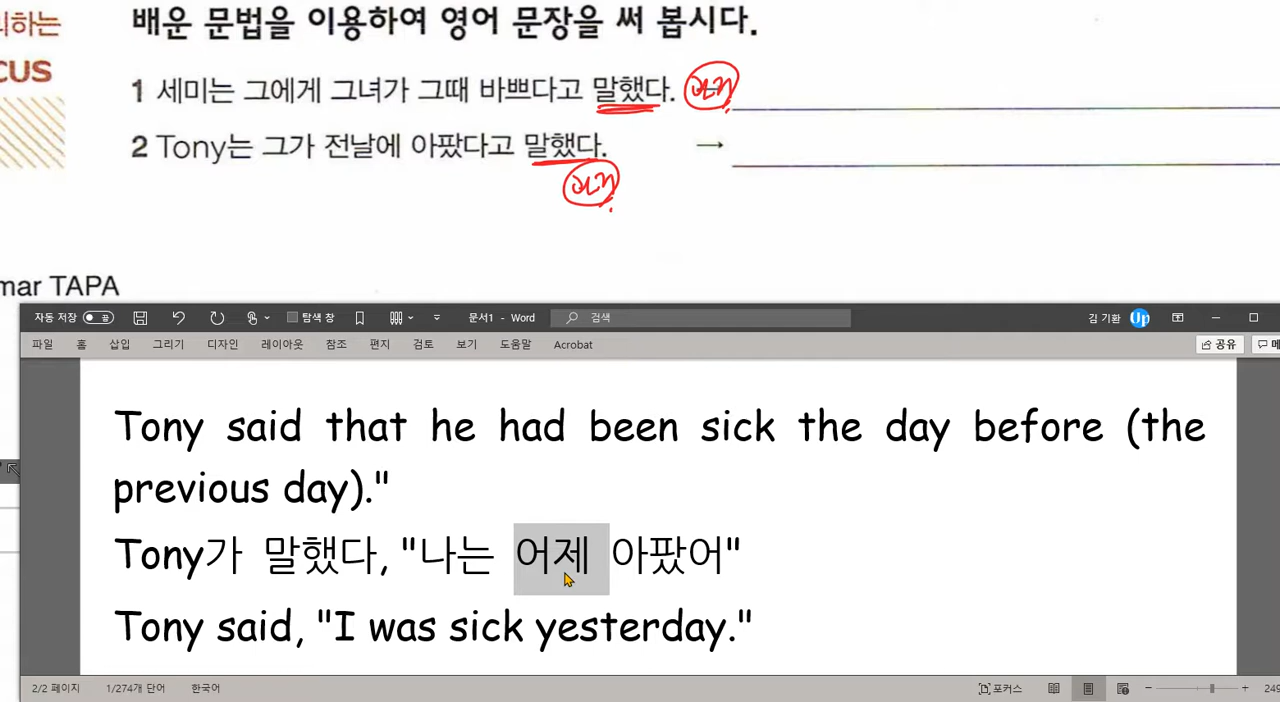 리하는
배운 문법을 이용하여 영어 문장을 써 봅시다.
CUS
1 세미는 그에게 그녀가 그때 바쁘다고 말했다.
2 Tony는 그가 전날에 아팠다고 말했다. →
mar TAPA
자동 저장 끔 탐색 창 문서1 - Word 검색 김 기환
파일 홈 삽입 그리기 디자인 레이아웃 참조 편지 검토 보기 도움말 Acrobat 공유 메
Tony said that he had been sick the day before (the
previous day)."
Tony가 말했다, "나는 어제 아팠어"
Tony said, "I was sick yesterday."
2/2 페이지 1/274개 단어 한국어 포커스 249